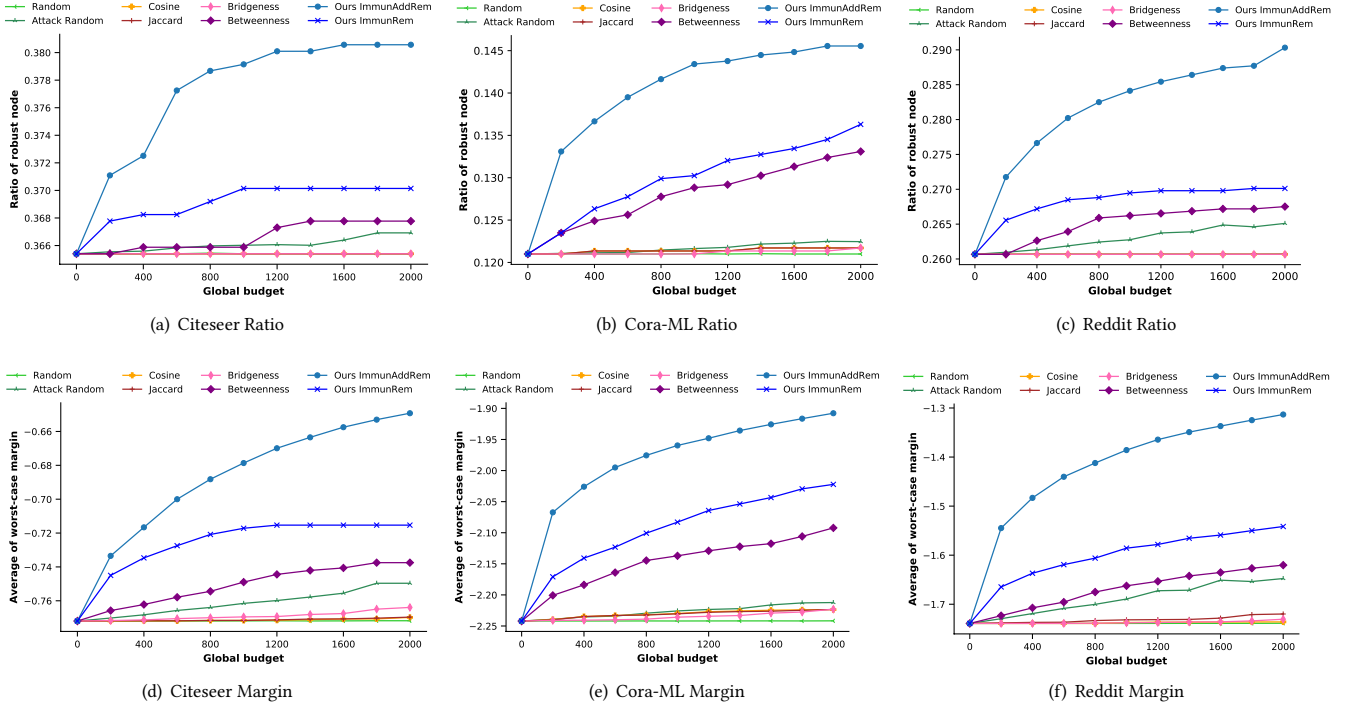 Random Cosine Bridgeness Ours ImmunAddRem
Attack Random Jaccard Betweenness Ours ImmunRem
0.380
0.378
0.376
0.374
0.372
0.370
0.368
0.366
Ratio of robust node
0 400 800 1200 1600 2000
Global budget
(a) Citeseer Ratio
Random Cosine Bridgeness Ours ImmunAddRem
Attack Random Jaccard Betweenness Ours ImmunRem
0.145
0.140
0.135
0.130
0.125
0.120
Ratio of robust node
0 400 800 1200 1600 2000
Global budget
(b) Cora-ML Ratio
Random Cosine Bridgeness Ours ImmunAddRem
Attack Random Jaccard Betweenness Ours ImmunRem
0.290
0.285
0.280
0.275
0.270
0.265
0.260
Ratio of robust node
0 400 800 1200 1600 2000
Global budget
(c) Reddit Ratio
Random Cosine Bridgeness Ours ImmunAddRem
Attack Random Jaccard Betweenness Ours ImmunRem
−0.66
−0.68
−0.70
−0.72
−0.74
−0.76
Average of worst-case margin
0 400 800 1200 1600 2000
Global budget
(d) Citeseer Margin
Random Cosine Bridgeness Ours ImmunAddRem
Attack Random Jaccard Betweenness Ours ImmunRem
−1.90
−1.95
−2.00
−2.05
−2.10
−2.15
−2.20
−2.25
Average of worst-case margin
0 400 800 1200 1600 2000
Global budget
(e) Cora-ML Margin
Random Cosine Bridgeness Ours ImmunAddRem
Attack Random Jaccard Betweenness Ours ImmunRem
−1.3
−1.4
−1.5
−1.6
−1.7
Average of worst-case margin
0 400 800 1200 1600 2000
Global budget
(f) Reddit Margin